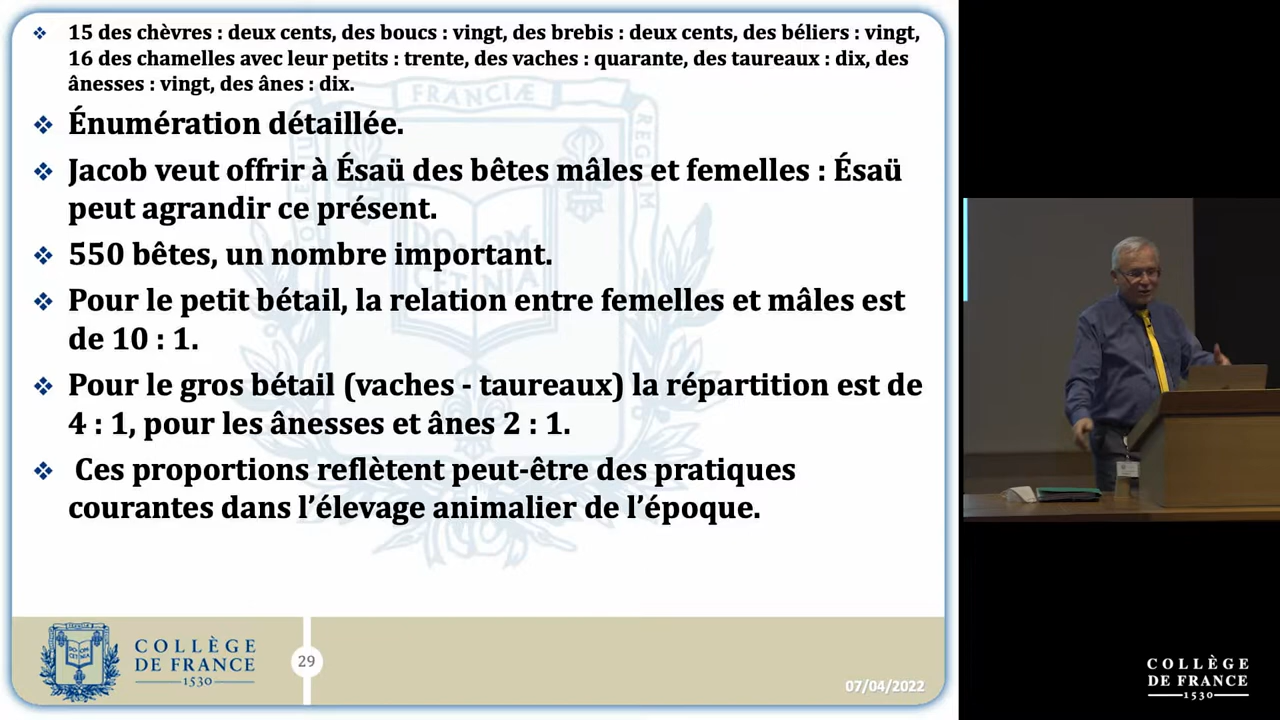 15 des chèvres : deux cents, des boucs : vingt, des brebis : deux cents, des béliers : vingt,
16 des chamelles avec leur petits : trente, des vaches : quarante, des taureaux : dix, des
ânesses : vingt, des ânes : dix.
Énumération détaillée.
Jacob veut offrir à Ésaü des bêtes mâles et femelles : Ésaü
peut agrandir ce présent.
550 bêtes, un nombre important.
Pour le petit bétail, la relation entre femelles et mâles est
de 10 : 1.
Pour le gros bétail (vaches - taureaux) la répartition est de
4 : 1, pour les ânesses et ânes 2 : 1.
Ces proportions reflètent peut-être des pratiques
courantes dans l’élevage animalier de l’époque.
COLLÈGE
DE FRANCE
1530
29
07/04/2022
COLLÈGE
DE FRANCE
1530